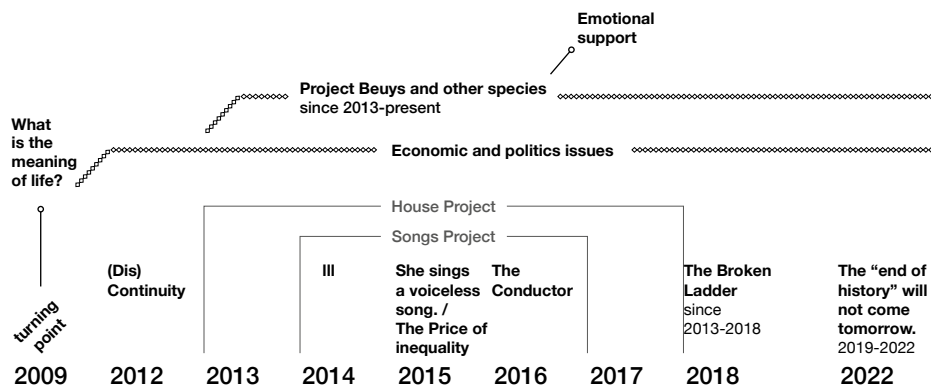 Emotional
support
Project Beuys and other species
since 2013-present
What
is the
meaning
of life?
Economic and politics issues
House Project
Songs Project
turning
point
(Dis)
Continuity
III
She sings
a voiceless
song. /
The Price of
inequality
The
Conductor
The Broken
Ladder
since
2013-2018
The “end of
history” will
not come
tomorrow.
2019-2022
2009 2012 2013 2014 2015 2016 2017 2018 2022